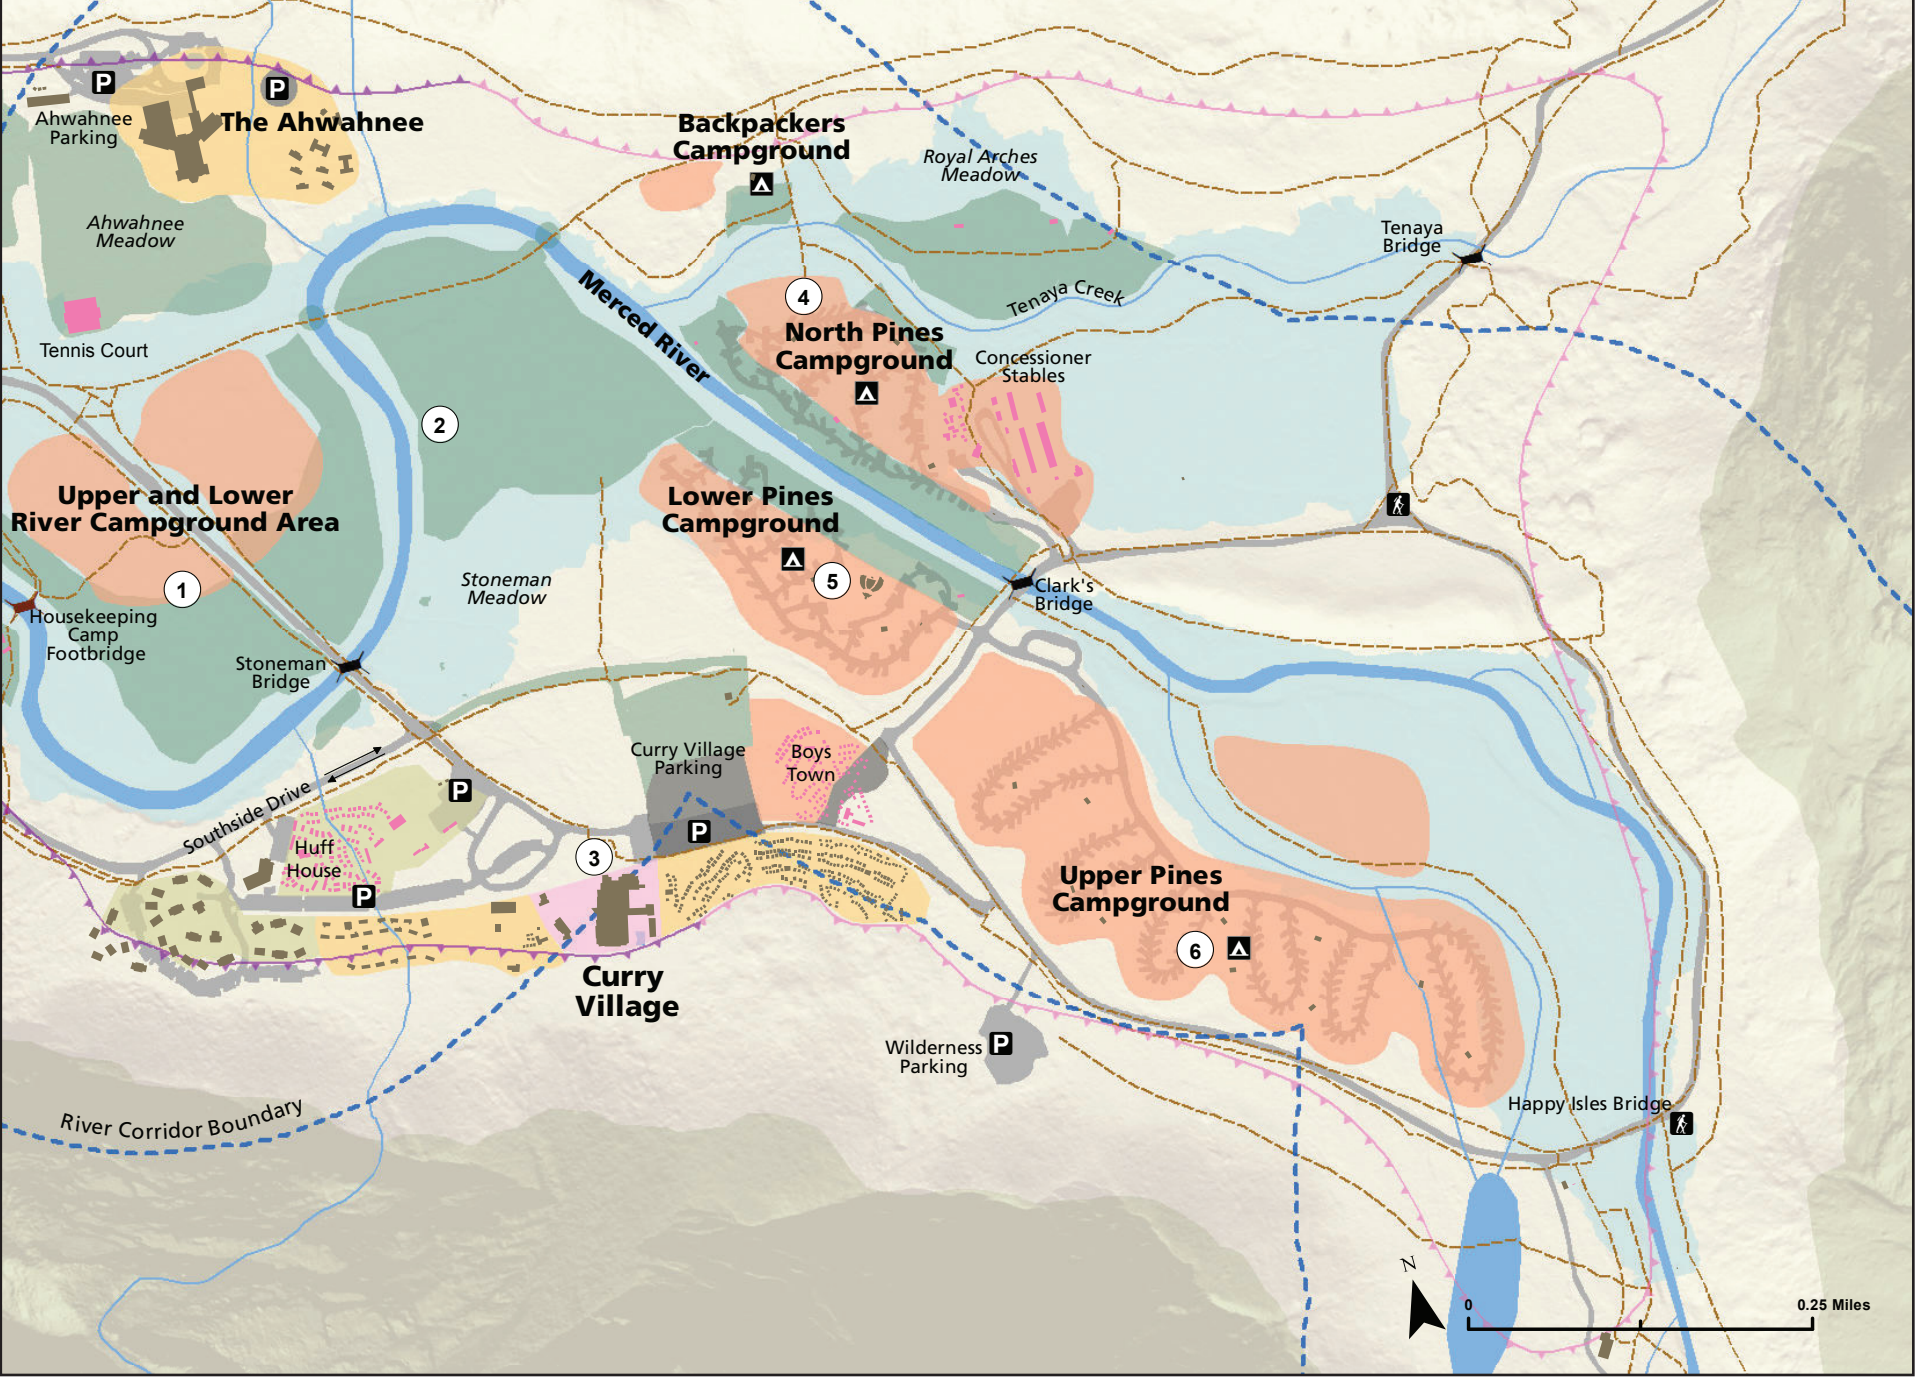 P
P
Ahwahnee
Parking
The Ahwahnee
Backpackers
Campground
Royal Arches
Meadow
Ahwahnee
Meadow
Tenaya
Bridge
Merced River
Tenaya Creek
4
North Pines
Campground
Tennis Court
Concessioner
Stables
2
Upper and Lower
River Campground Area
Lower Pines
Campground
1
5
Stoneman
Meadow
Clark's
Bridge
Housekeeping
Camp
Footbridge
Stoneman
Bridge
Curry Village
Parking
Boys
Town
P
Southside Drive
P
Huff
House
3
P
Upper Pines
Campground
6
Curry
Village
Wilderness
Parking
P
River Corridor Boundary
Happy Isles Bridge
N
0
0.25 Miles